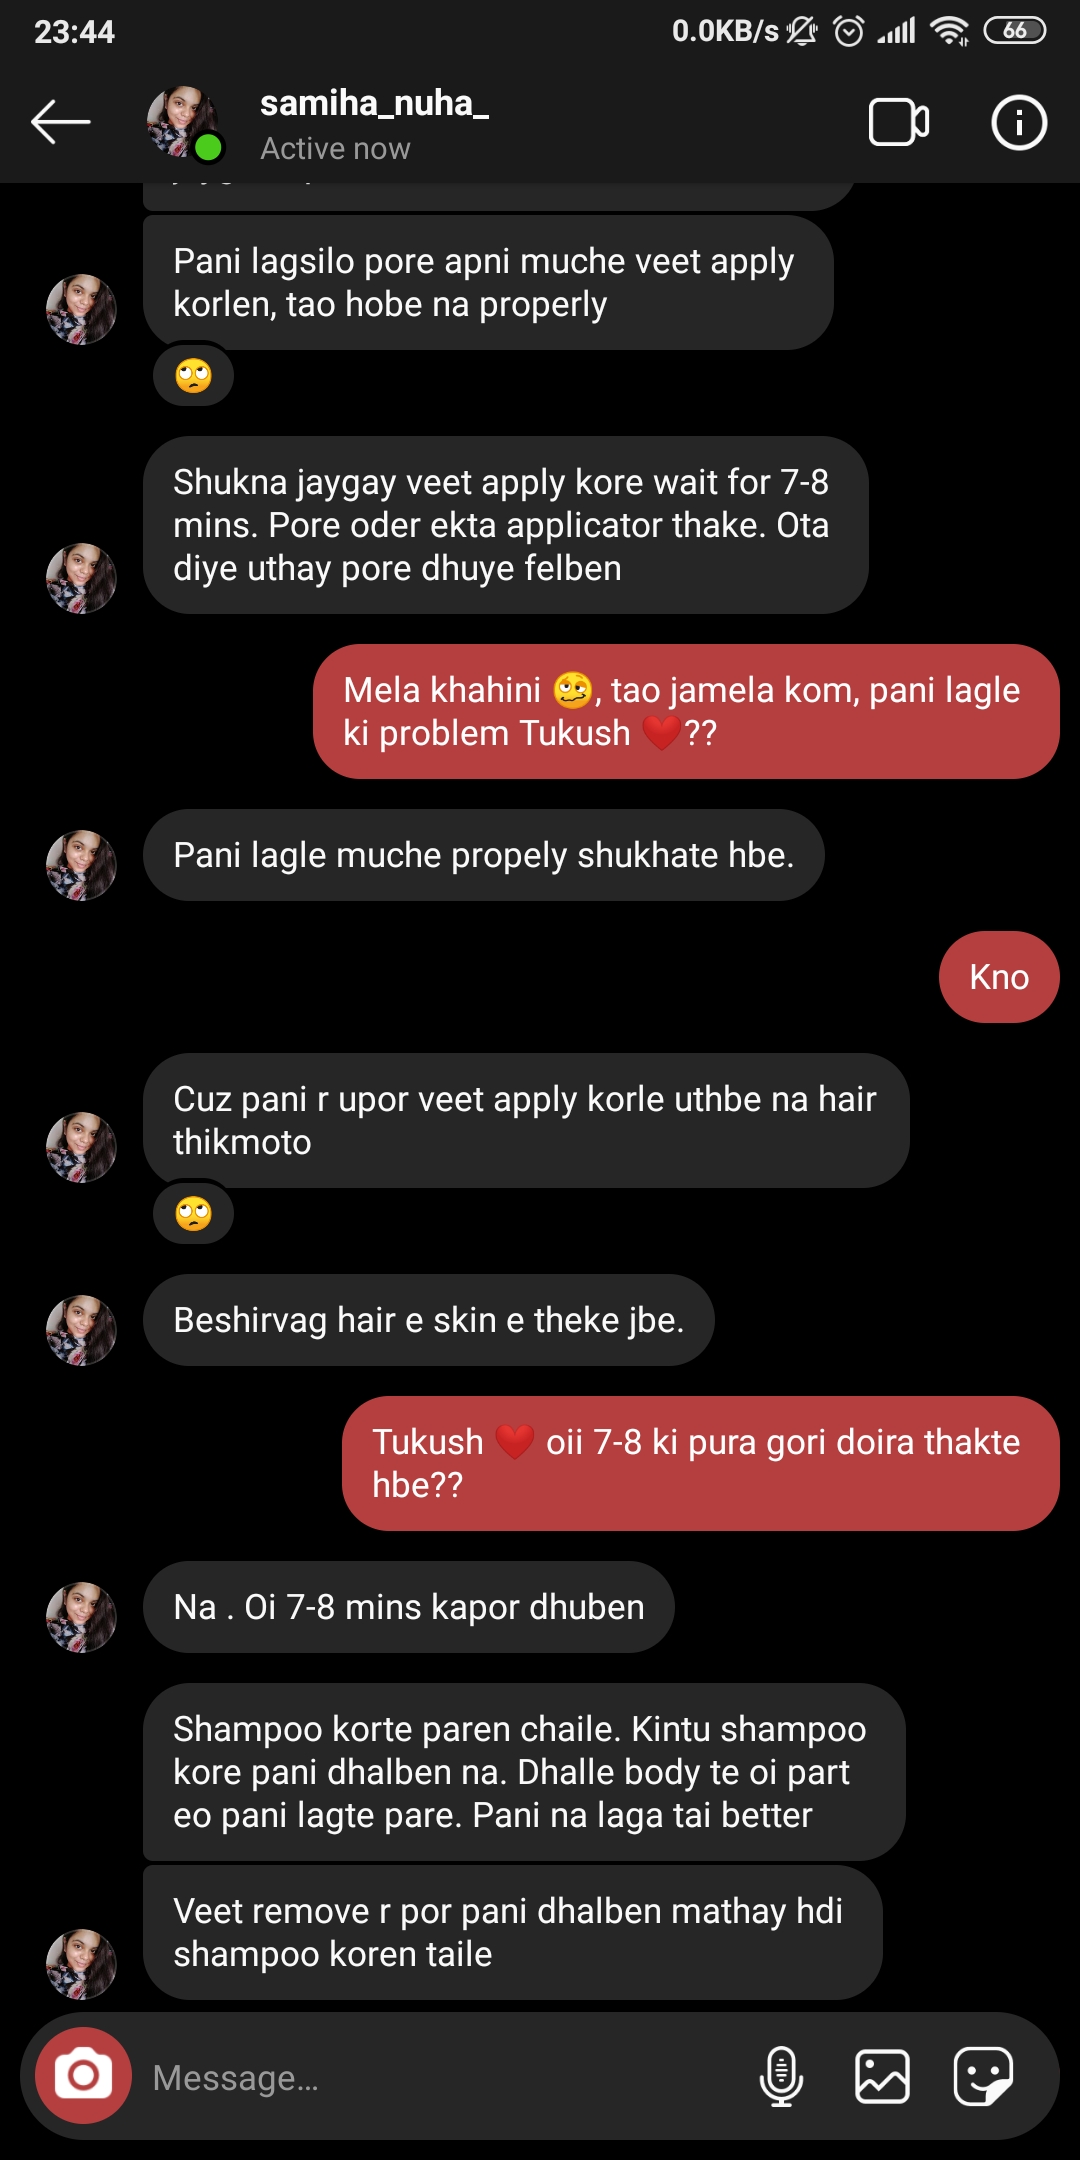 23:44
0.0KB/s
66
samiha_nuha_
Active now
Pani lagsilo pore apni muche veet apply
korlen, tao hobe na properly
🙄
Shukna jaygay veet apply kore wait for 7-8
mins. Pore oder ekta applicator thake. Ota
diye uthay pore dhuye felben
Mela khahini 🥴, tao jamela kom, pani lagle
ki problem Tukush ❤️??
Pani lagle muche propely shukhate hbe.
Kno
Cuz pani r upor veet apply korle uthbe na hair
thikmoto
🙄
Beshirvag hair e skin e theke jbe.
Tukush ❤️ oii 7-8 ki pura gori doira thakte
hbe??
Na . Oi 7-8 mins kapor dhuben
Shampoo korte paren chaile. Kintu shampoo
kore pani dhalben na. Dhalle body te oi part
eo pani lagte pare. Pani na laga tai better
Veet remove r por pani dhalben mathay hdi
shampoo koren taile
Message...